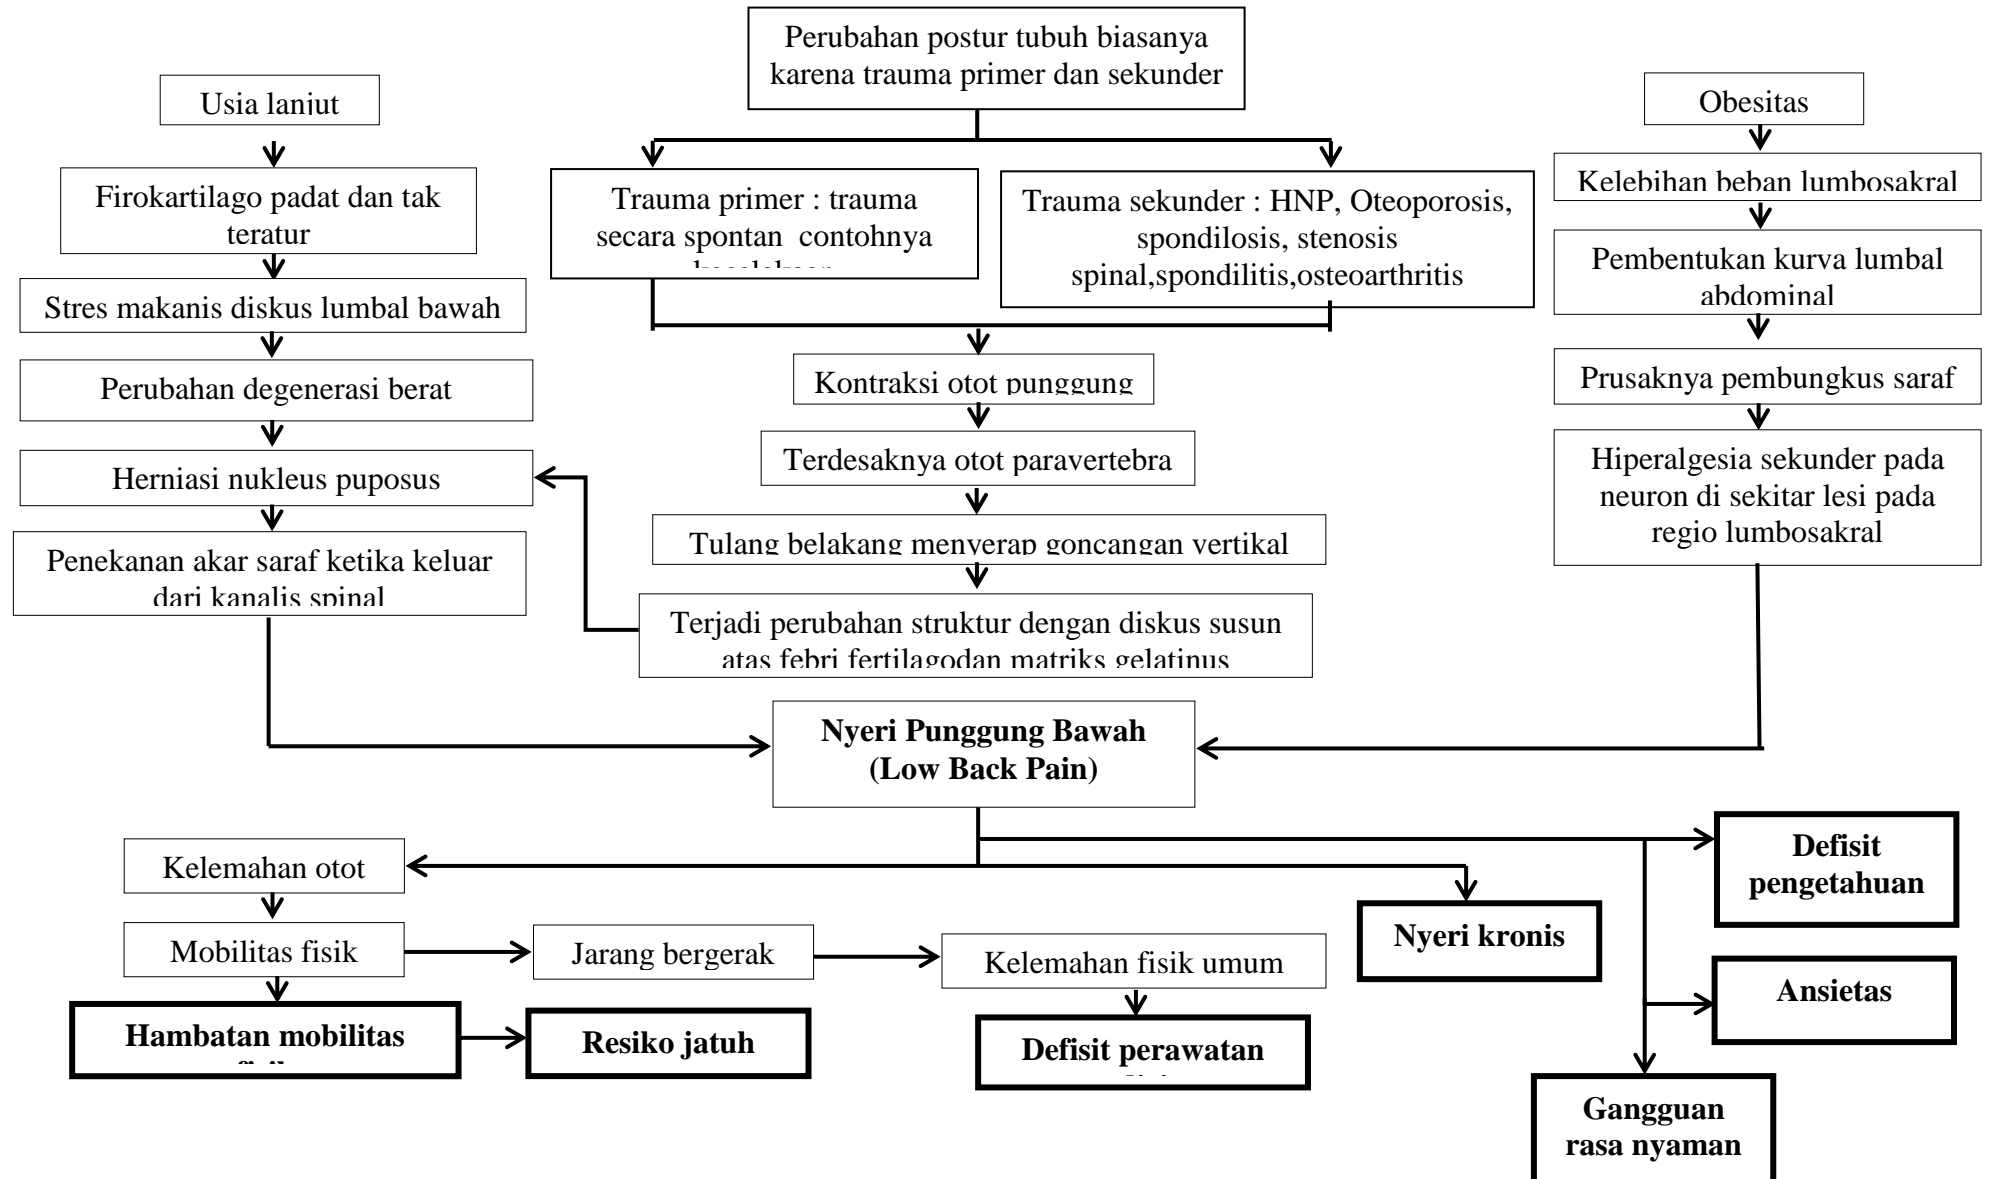 Perubahan postur tubuh biasanya
karena trauma primer dan sekunder
Usia lanjut
Obesitas
Firokartilago padat dan tak
teratur
Trauma primer : trauma
secara spontan  contohnya
Trauma sekunder : HNP, Oteoporosis,
spondilosis, stenosis
spinal,spondilitis,osteoarthritis
Kelebihan beban lumbosakral
Pembentukan kurva lumbal
abdominal
Stres makanis diskus lumbal bawah
Perubahan degenerasi berat
Kontraksi otot punggung
Prusaknya pembungkus saraf
Herniasi nukleus puposus
Terdesaknya otot paravertebra
Hiperalgesia sekunder pada
neuron di sekitar lesi pada
regio lumbosakral
Penekanan akar saraf ketika keluar
dari kanalis spinal
Tulang belakang menyerap goncangan vertikal
Terjadi perubahan struktur dengan diskus susun
atas febri fertilagodan matriks gelatinus
Nyeri Punggung Bawah
(Low Back Pain)
Kelemahan otot
Defisit
pengetahuan
Mobilitas fisik
Jarang bergerak
Kelemahan fisik umum
Nyeri kronis
Ansietas
Hambatan mobilitas
Resiko jatuh
Defisit perawatan
Gangguan
rasa nyaman